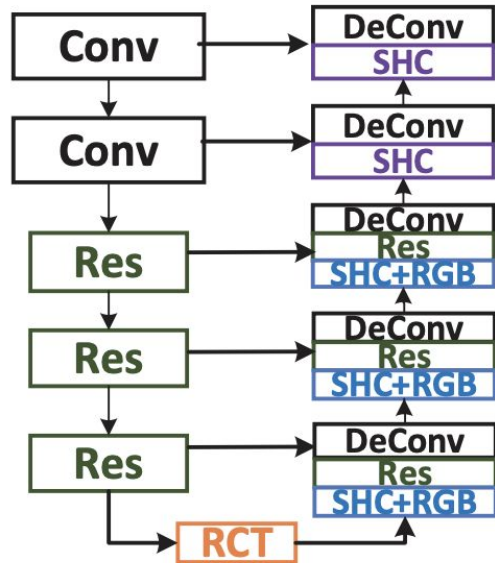 Conv
DeConv
SHC
Conv
DeConv
SHC
Res
DeConv
Res
SHC+RGB
Res
DeConv
Res
SHC+RGB
Res
DeConv
Res
SHC+RGB
RCT